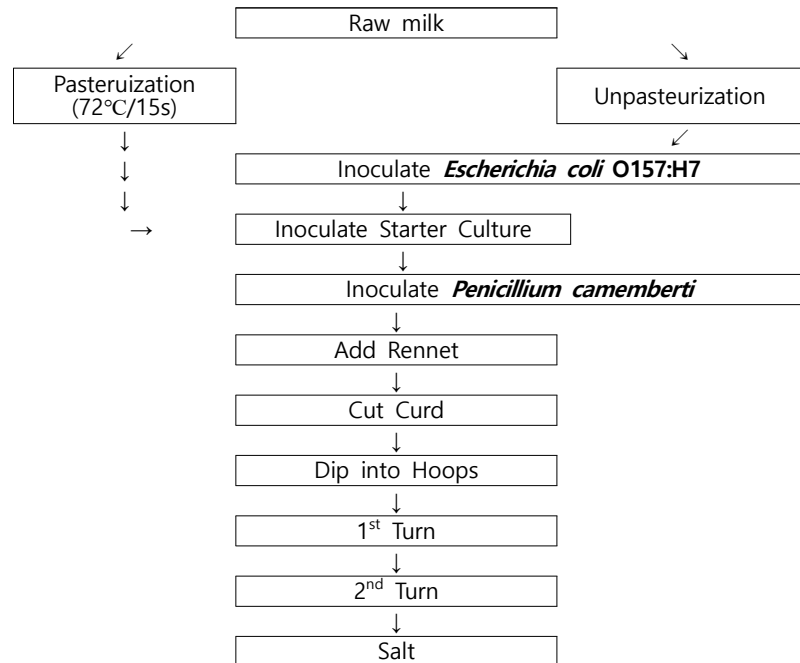 Raw milk
↙ ↘
Pasteruization
(72℃/15s)
Unpasteurization
↓ ↙
↓ Inoculate Escherichia coli O157:H7
↓ ↓
→ Inoculate Starter Culture
↓
Inoculate Penicillium camemberti
↓
Add Rennet
↓
Cut Curd
↓
Dip into Hoops
↓
1st Turn
↓
2nd Turn
↓
Salt